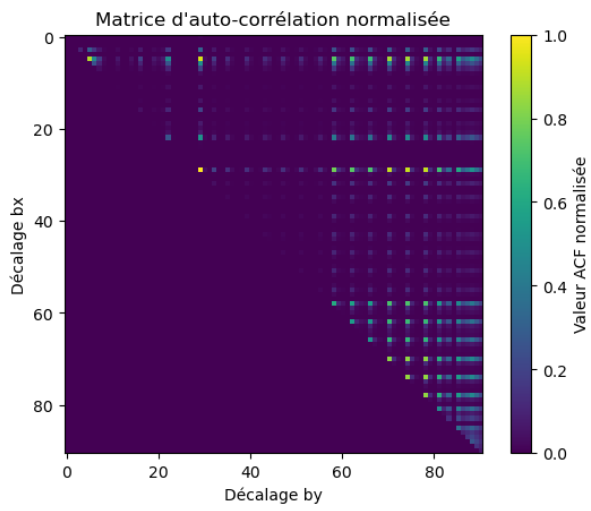 Matrice d'auto-corrélation normalisée
0
20
40
60
80
Décalage bx
0 20 40 60 80
Décalage by
1.0
0.8
0.6
0.4
0.2
0.0
Valeur ACF normalisée